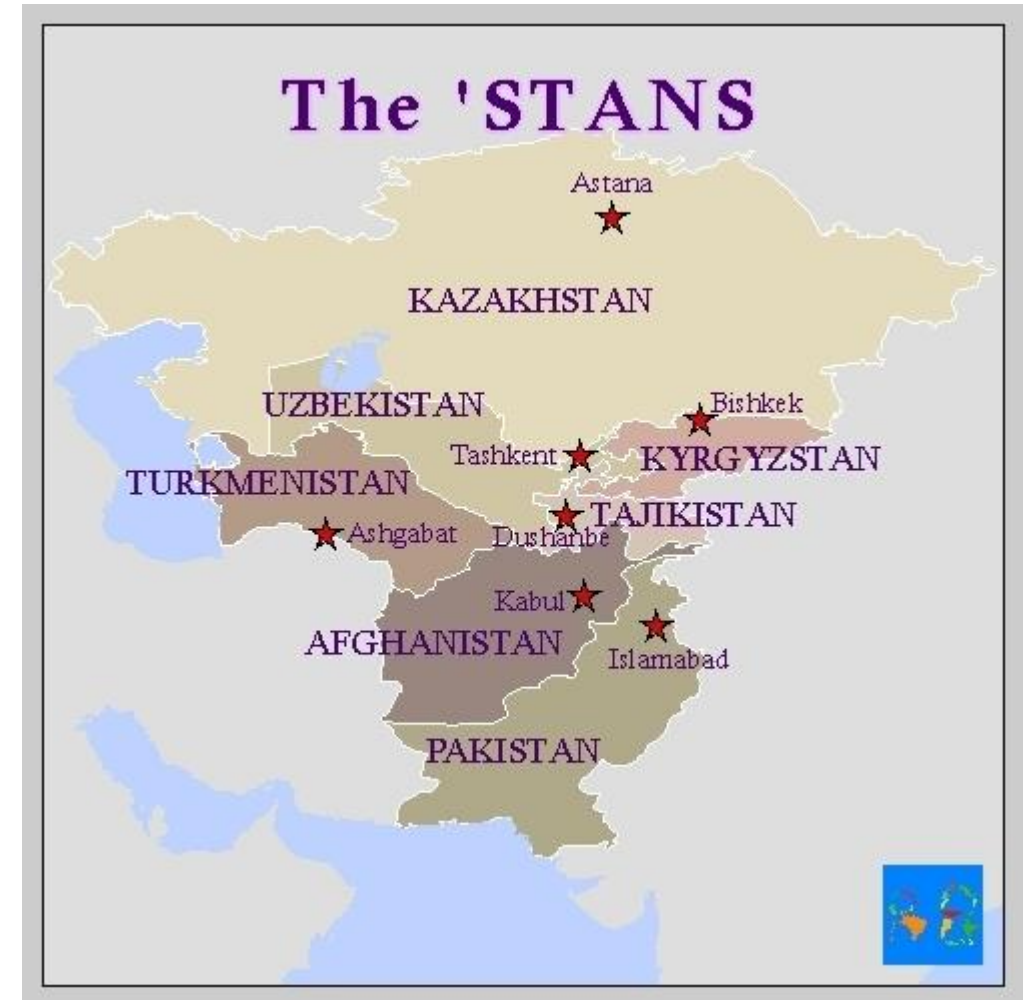 The 'STANS
Astana
KAZAKHSTAN
UZBEKISTAN
Bishkek
Tashkent
KYRGYZSTAN
TURKMENISTAN
TAJIKISTAN
Ashgabat
Dushanbe
Kabul
AFGHANISTAN
Islamabad
PAKISTAN